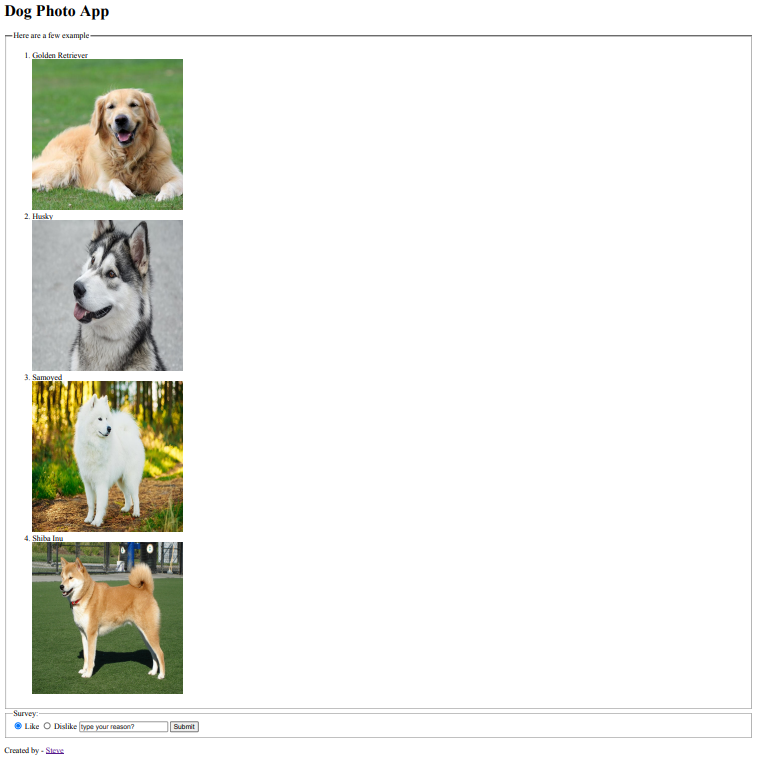 Dog Photo App
Here are a few example
1. Golden Retriever
2. Husky
3. Samoyed
4. Shiba Inu
Survey:
Like Dislike type your reason? Submit
Created by - Steve